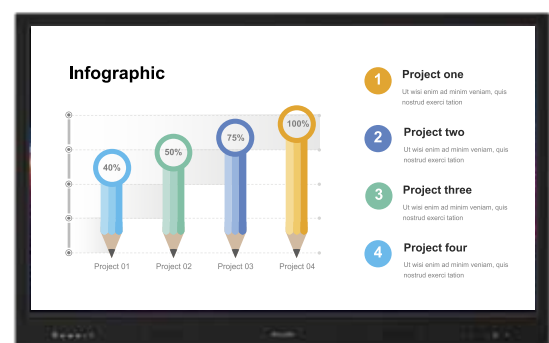 Infographic
40%
50%
75%
100%
Project 01
Project 02
Project 03
Project 04
1
Project one
Ut wisi enim ad minim veniam, quis
nostrud exerci tation
2
Project two
Ut wisi enim ad minim veniam, quis
nostrud exerci tation
3
Project three
Ut wisi enim ad minim veniam, quis
nostrud exerci tation
4
Project four
Ut wisi enim ad minim veniam, quis
nostrud exerci tation